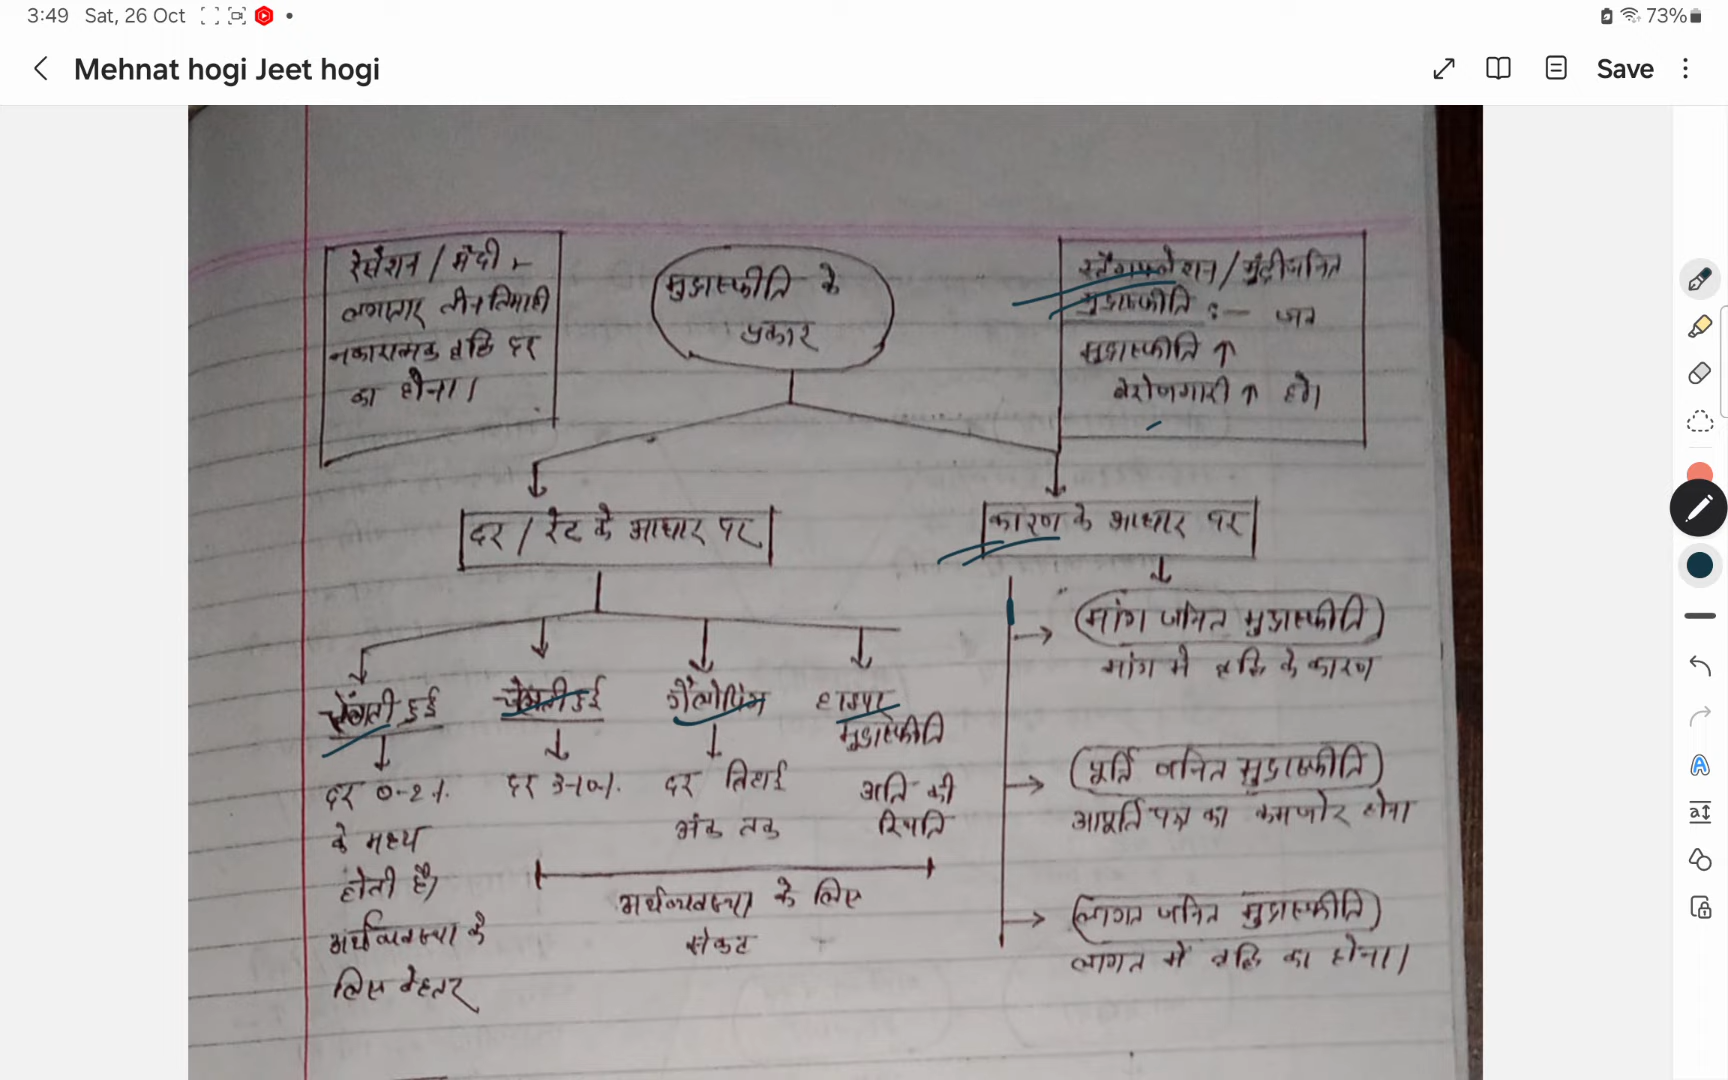 3:49 Sat, 26 Oct
73%
Mehnat hogi Jeet hogi
Save
रेसेशन / मंदी :-
लगातार तीन तिमाही
नकारात्मक वृद्धि दर
का होना।
मुद्रास्फीति के
प्रकार
स्टैगफ्लेशन / मुद्रीजनित
मुद्रास्फीति :- जब
मुद्रास्फीति ↑
बेरोजगारी ↑ हो।
दर / रेट के आधार पर
कारण के आधार पर
रेंगती हुई
दर 0-2%
के मध्य
होती है,
अर्थव्यवस्था के
लिए बेहतर
चलती हुई
दर 3-10%
गैलोपिंग
दर तिहाई
अंक तक
हाइपर
मुद्रास्फीति
अति की
स्थिति
अर्थव्यवस्था के लिए
संकट
→ मांग जनित मुद्रास्फीति
मांग में वृद्धि के कारण
→ पूर्ति जनित मुद्रास्फीति
आपूर्ति पक्ष का कमजोर होना
→ लागत जनित मुद्रास्फीति
लागत में वृद्धि का होना।